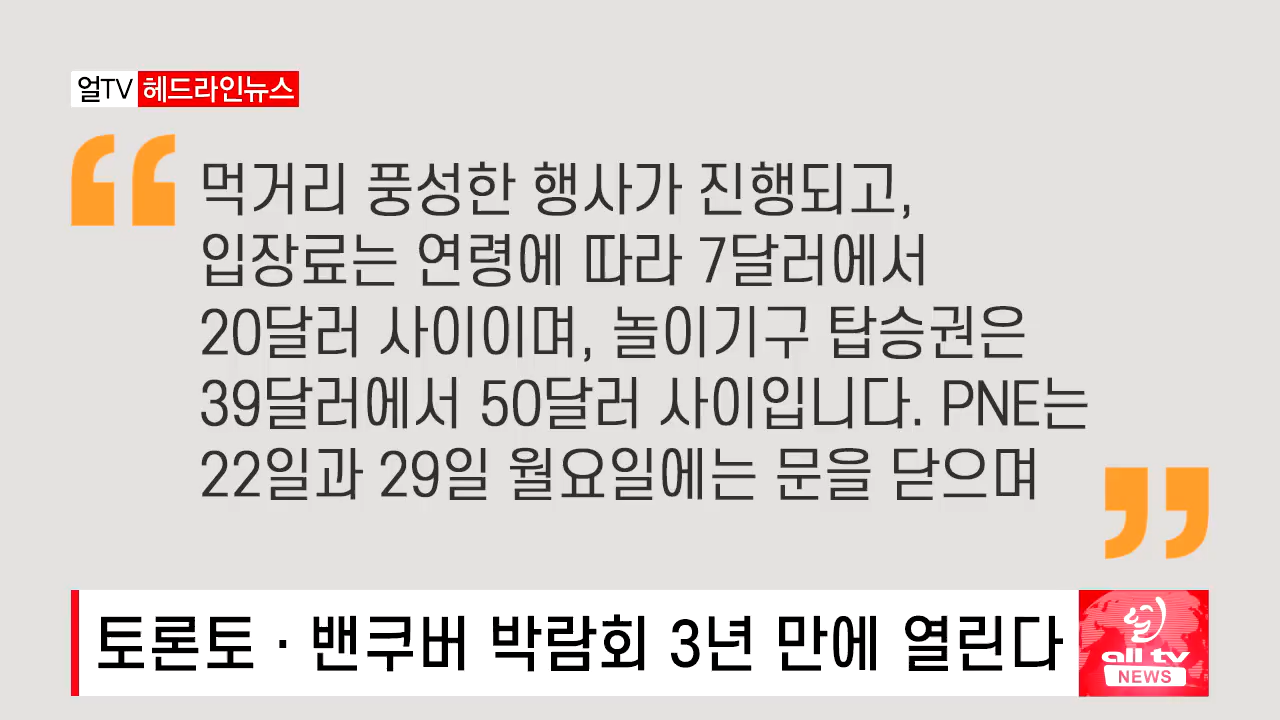 얼TV 헤드라인뉴스
먹거리 풍성한 행사가 진행되고,
입장료는 연령에 따라 7달러에서
20달러 사이이며, 놀이기구 탑승권은
39달러에서 50달러 사이입니다. PNE는
22일과 29일 월요일에는 문을 닫으며
토론토 · 밴쿠버 박람회 3년 만에 열린다
얼
all tv
NEWS